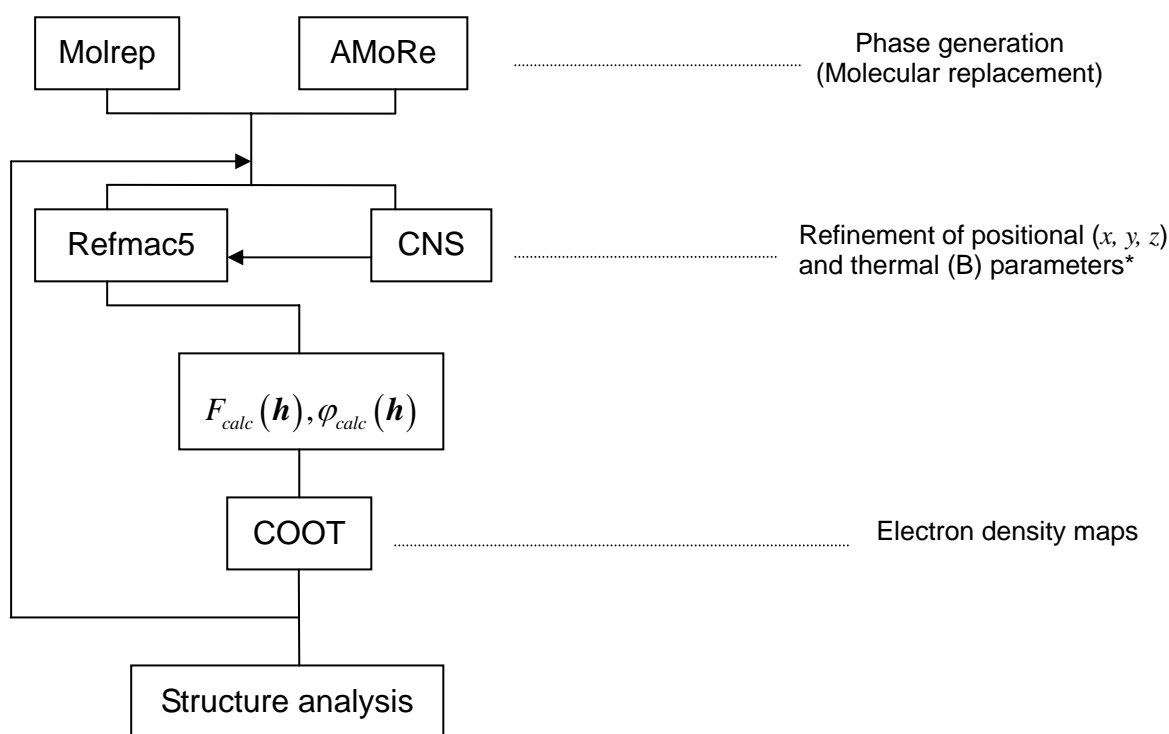 Molrep
AMoRe
Phase generation
(Molecular replacement)
Refmac5
CNS
Refinement of positional (x, y, z)
and thermal (B) parameters*
F_calc(h), φ_calc(h)
COOT
Electron density maps
Structure analysis